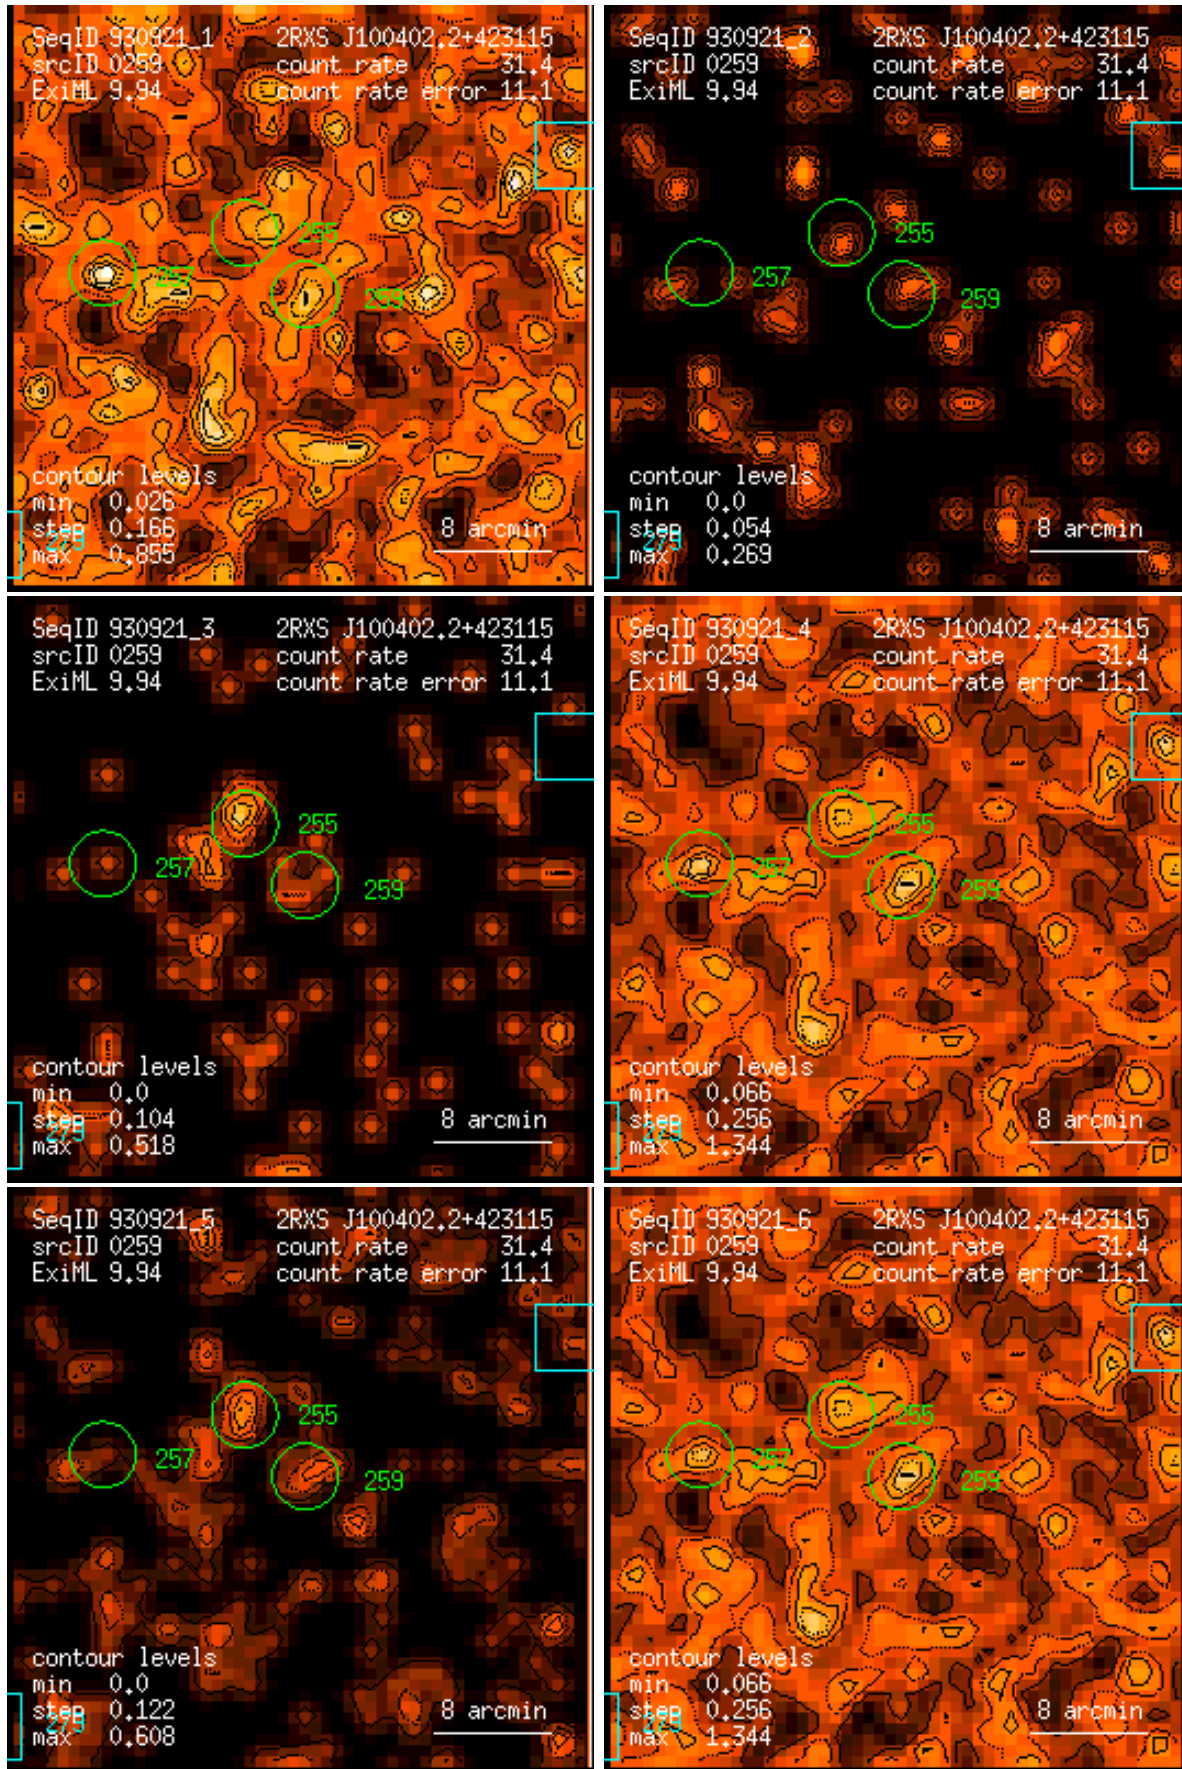 SeqID 930921_1 2RXS J100402.2+423115
srcID 0259 count rate 31.4
ExiML 9.94 count rate error 11.1
255
257
259
contour levels
min 0.026
step 0.166
max 0.855
279
8 arcmin
SeqID 930921_2 2RXS J100402.2+423115
srcID 0259 count rate 31.4
ExiML 9.94 count rate error 11.1
255
257
259
contour levels
min 0.0
step 0.054
max 0.269
279
8 arcmin
SeqID 930921_3 2RXS J100402.2+423115
srcID 0259 count rate 31.4
ExiML 9.94 count rate error 11.1
255
257
259
contour levels
min 0.0
step 0.104
max 0.518
279
8 arcmin
SeqID 930921_4 2RXS J100402.2+423115
srcID 0259 count rate 31.4
ExiML 9.94 count rate error 11.1
255
257
259
contour levels
min 0.066
step 0.256
max 1.344
279
8 arcmin
SeqID 930921_5 2RXS J100402.2+423115
srcID 0259 count rate 31.4
ExiML 9.94 count rate error 11.1
255
257
259
contour levels
min 0.0
step 0.122
max 0.608
279
8 arcmin
SeqID 930921_6 2RXS J100402.2+423115
srcID 0259 count rate 31.4
ExiML 9.94 count rate error 11.1
255
257
259
contour levels
min 0.066
step 0.256
max 1.344
279
8 arcmin